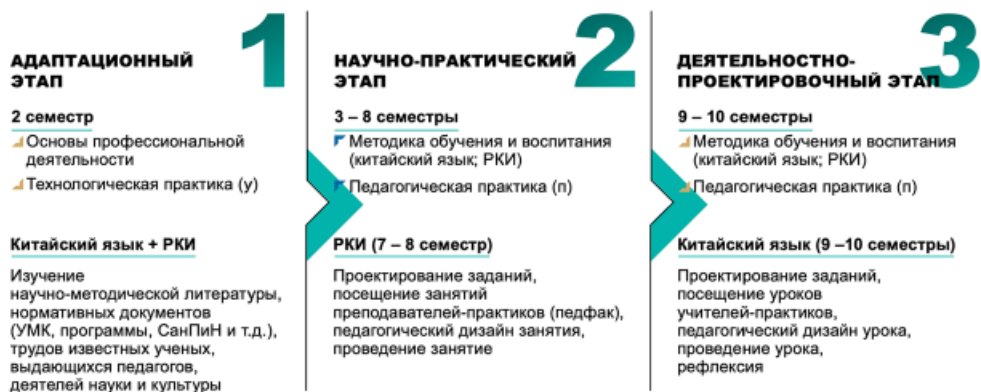 1
АДАПТАЦИОННЫЙ
ЭТАП
2 семестр
Основы профессиональной
деятельности
Технологическая практика (у)
Китайский язык + РКИ
Изучение
научно-методической литературы,
нормативных документов
(УМК, программы, СанПиН и т.д.),
трудов известных ученых,
выдающихся педагогов,
деятелей науки и культуры
2
НАУЧНО-ПРАКТИЧЕСКИЙ
ЭТАП
3 – 8 семестры
Методика обучения и воспитания
(китайский язык; РКИ)
Педагогическая практика (п)
РКИ (7 – 8 семестр)
Проектирование заданий,
посещение занятий
преподавателей-практиков (педфак),
педагогический дизайн занятия,
проведение занятие
3
ДЕЯТЕЛЬНОСТНО-
ПРОЕКТИРОВОЧНЫЙ ЭТАП
9 – 10 семестры
Методика обучения и воспитания
(китайский язык; РКИ)
Педагогическая практика (п)
Китайский язык (9 –10 семестры)
Проектирование заданий,
посещение уроков
учителей-практиков,
педагогический дизайн урока,
проведение урока,
рефлексия